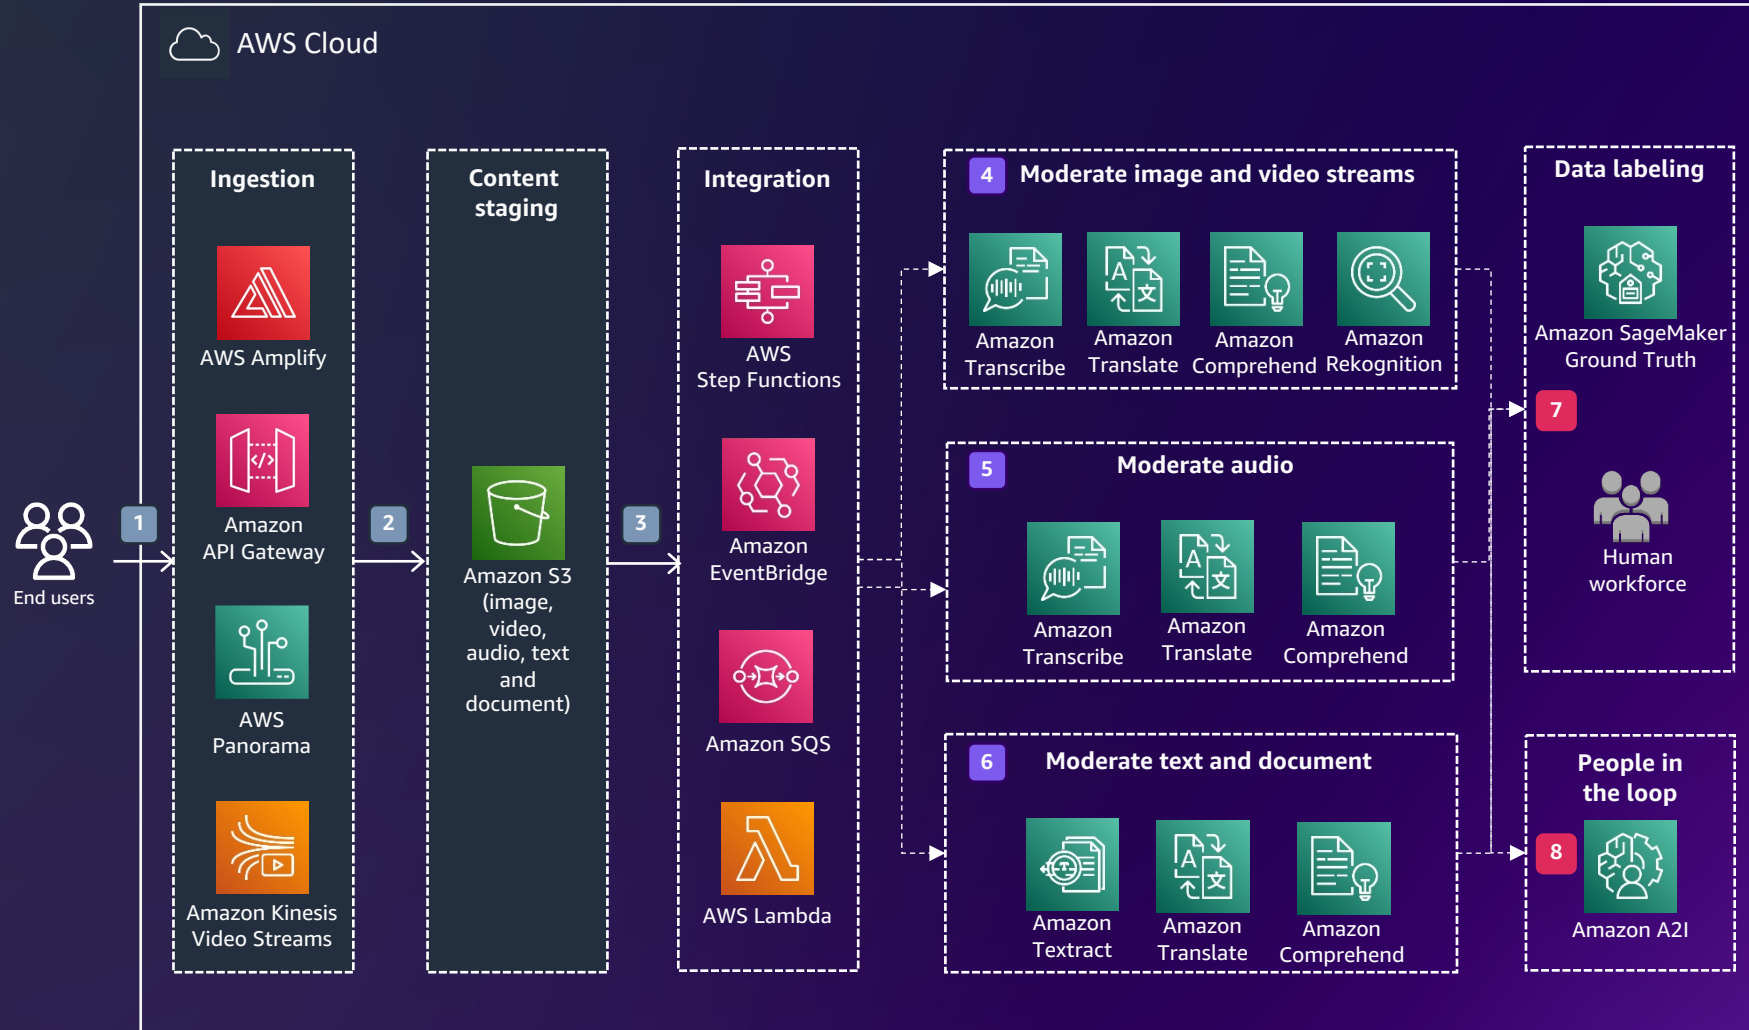 AWS Cloud
End users
1
Ingestion
AWS Amplify
Amazon
API Gateway
AWS
Panorama
Amazon Kinesis
Video Streams
2
Content
staging
Amazon S3
(image,
video,
audio, text
and
document)
3
Integration
AWS
Step Functions
Amazon
EventBridge
Amazon SQS
AWS Lambda
4
Moderate image and video streams
Amazon
Transcribe
Amazon
Translate
Amazon
Comprehend
Amazon
Rekognition
5
Moderate audio
Amazon
Transcribe
Amazon
Translate
Amazon
Comprehend
6
Moderate text and document
Amazon
Textract
Amazon
Translate
Amazon
Comprehend
Data labeling
Amazon SageMaker
Ground Truth
7
Human
workforce
People in
the loop
8
Amazon A2I